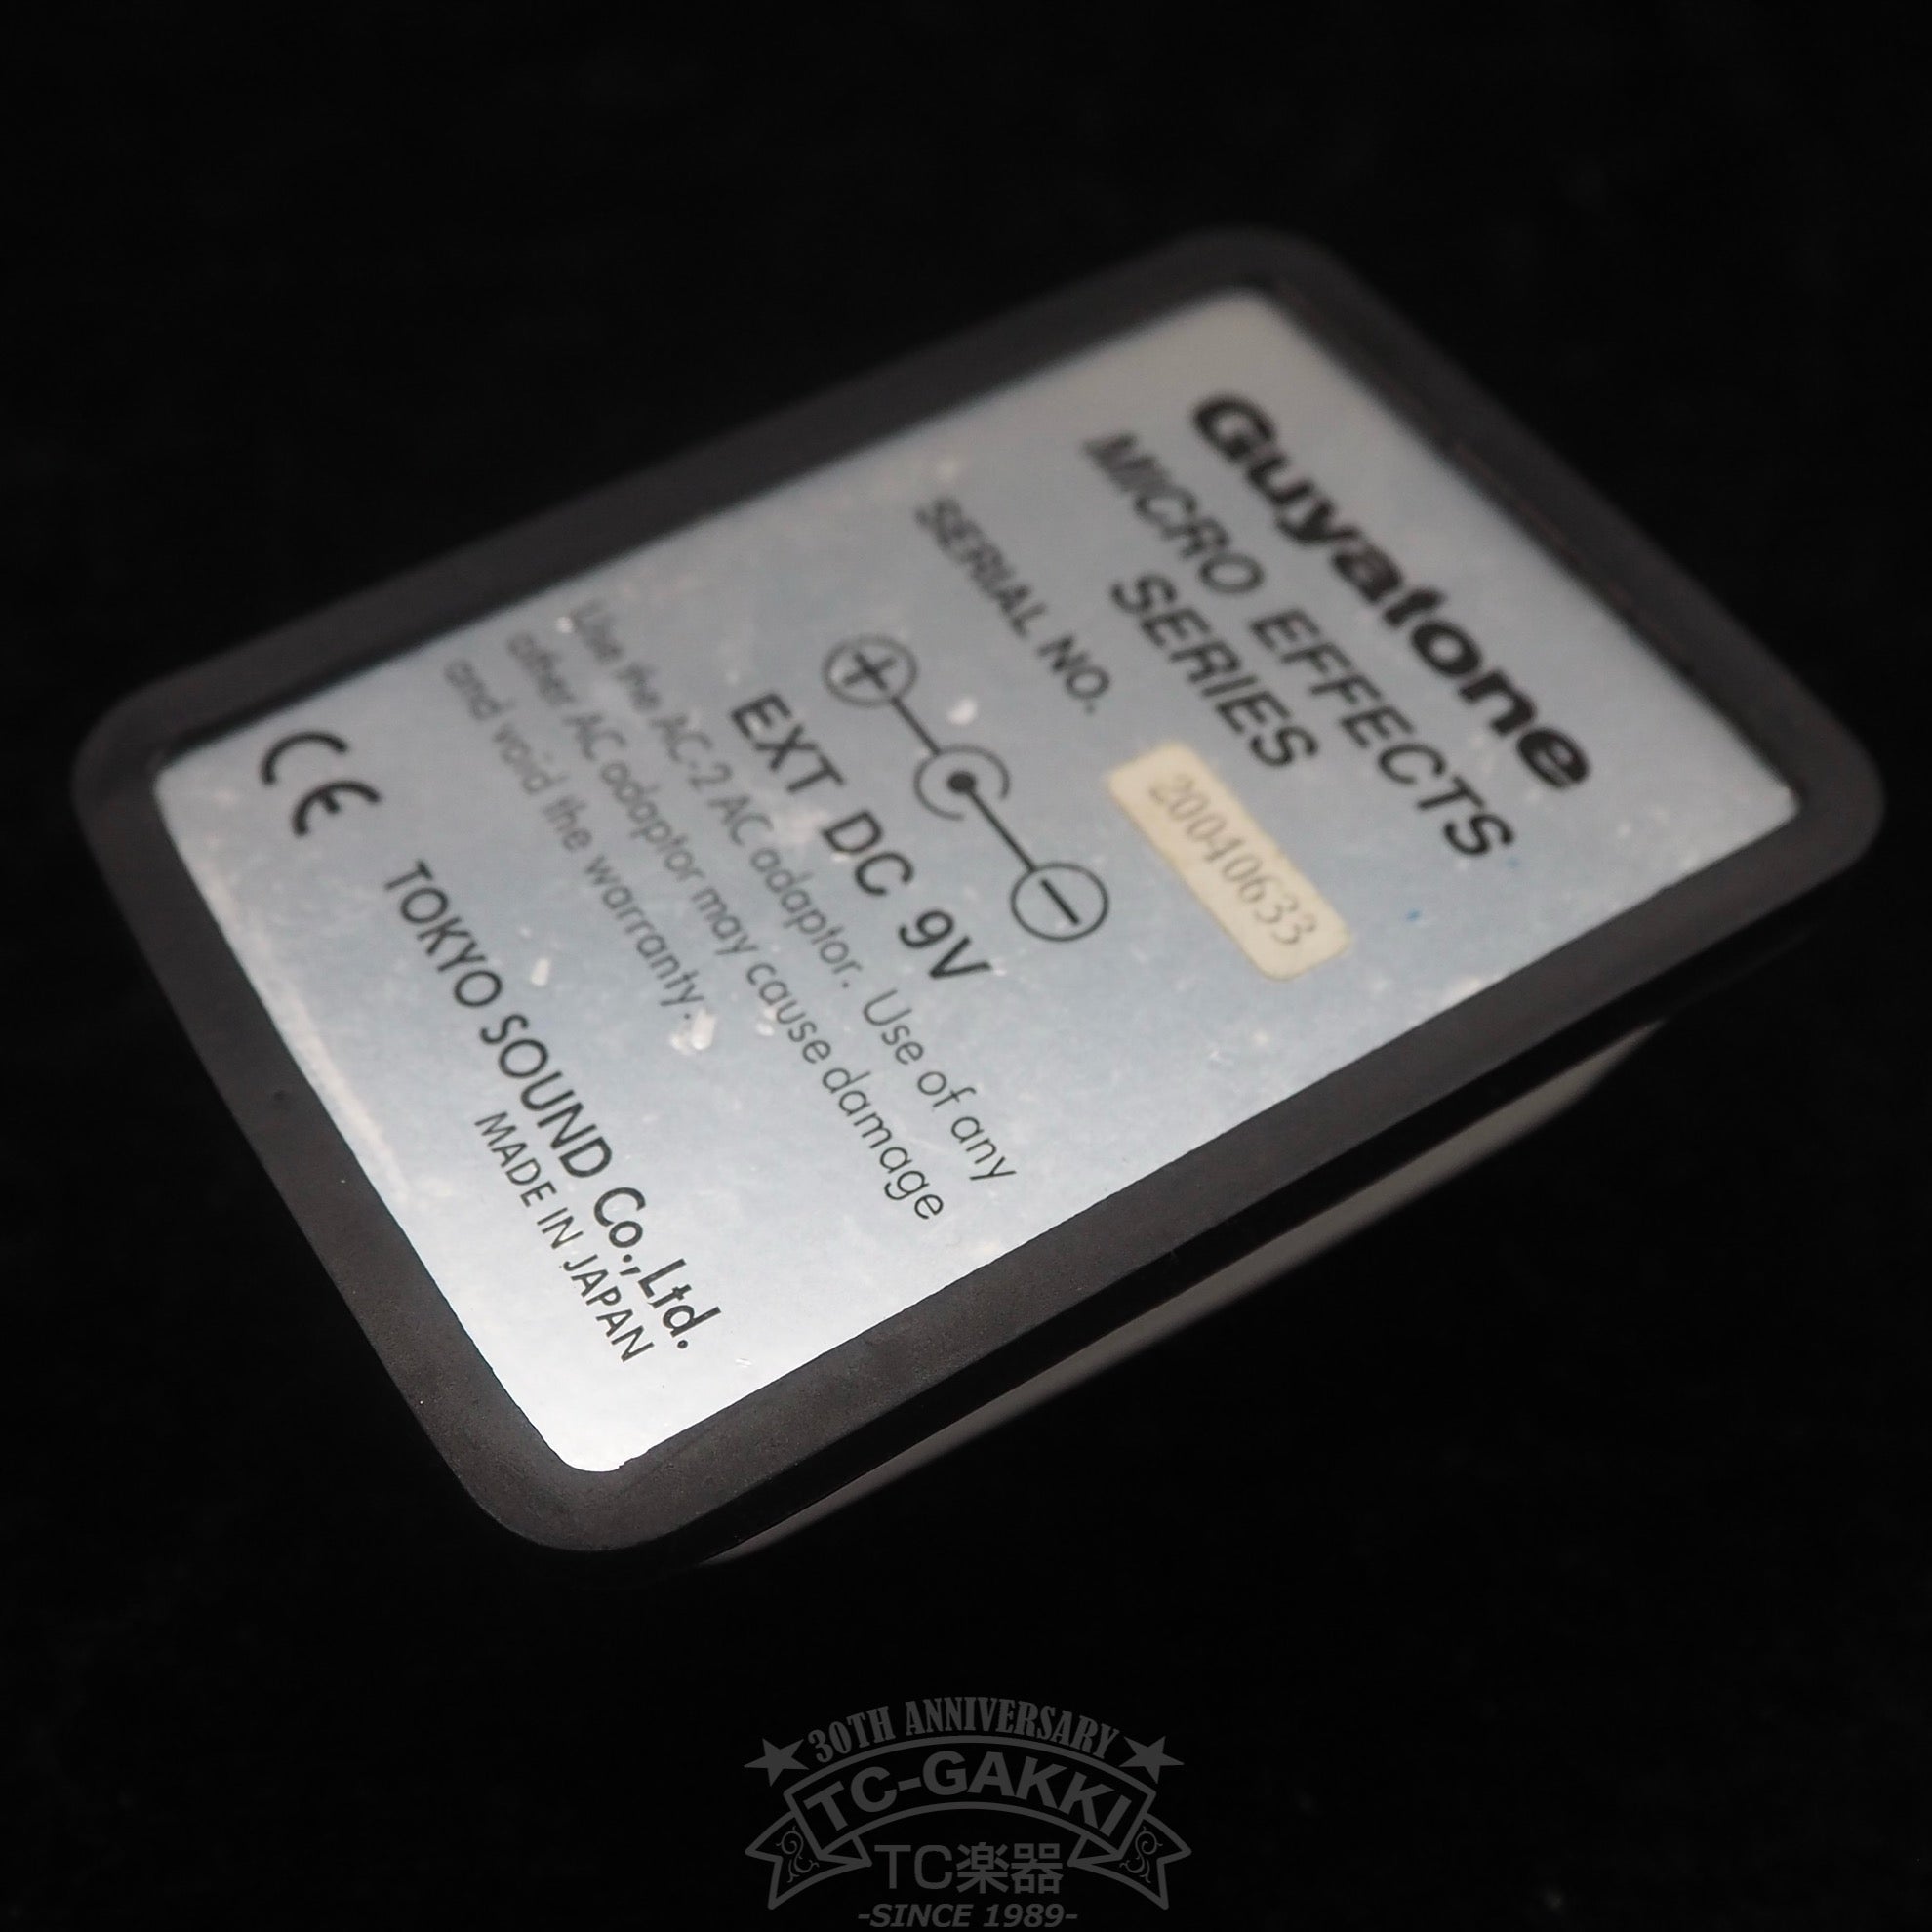 Guyatone
MICRO EFFECTS
SERIES
SERIAL NO.
20040633
EXT DC 9V
Use the AC-2 AC adaptor. Use of any
other AC adaptor may cause damage
and void the warranty.
CE
TOKYO SOUND Co.,Ltd.
MADE IN JAPAN
30TH ANNIVERSARY
TC-GAKKI
TC楽器
-SINCE 1989-